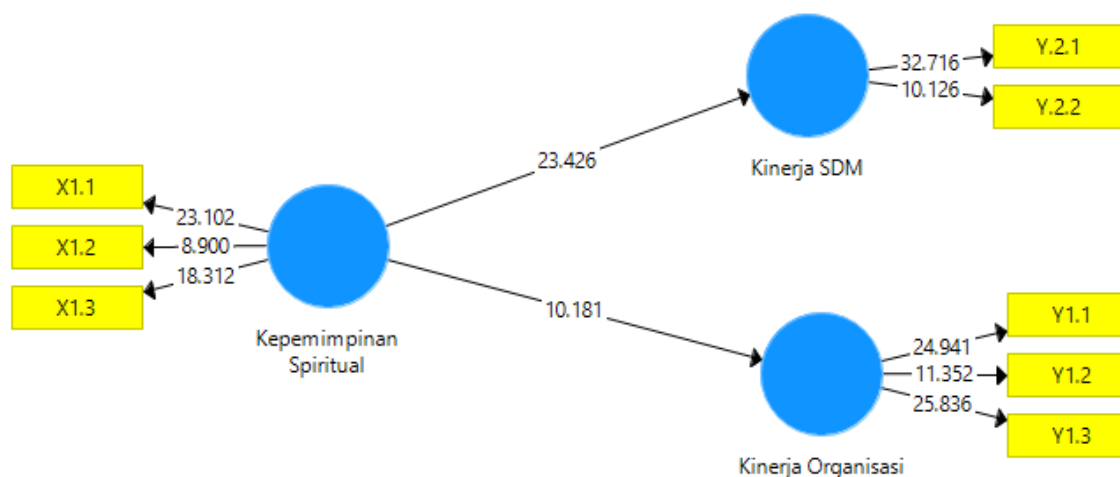 X1.1
X1.2
X1.3
23.102
8.900
18.312
Kepemimpinan
Spiritual
23.426
10.181
Kinerja SDM
32.716
10.126
Y.2.1
Y.2.2
Kinerja Organisasi
24.941
11.352
25.836
Y1.1
Y1.2
Y1.3